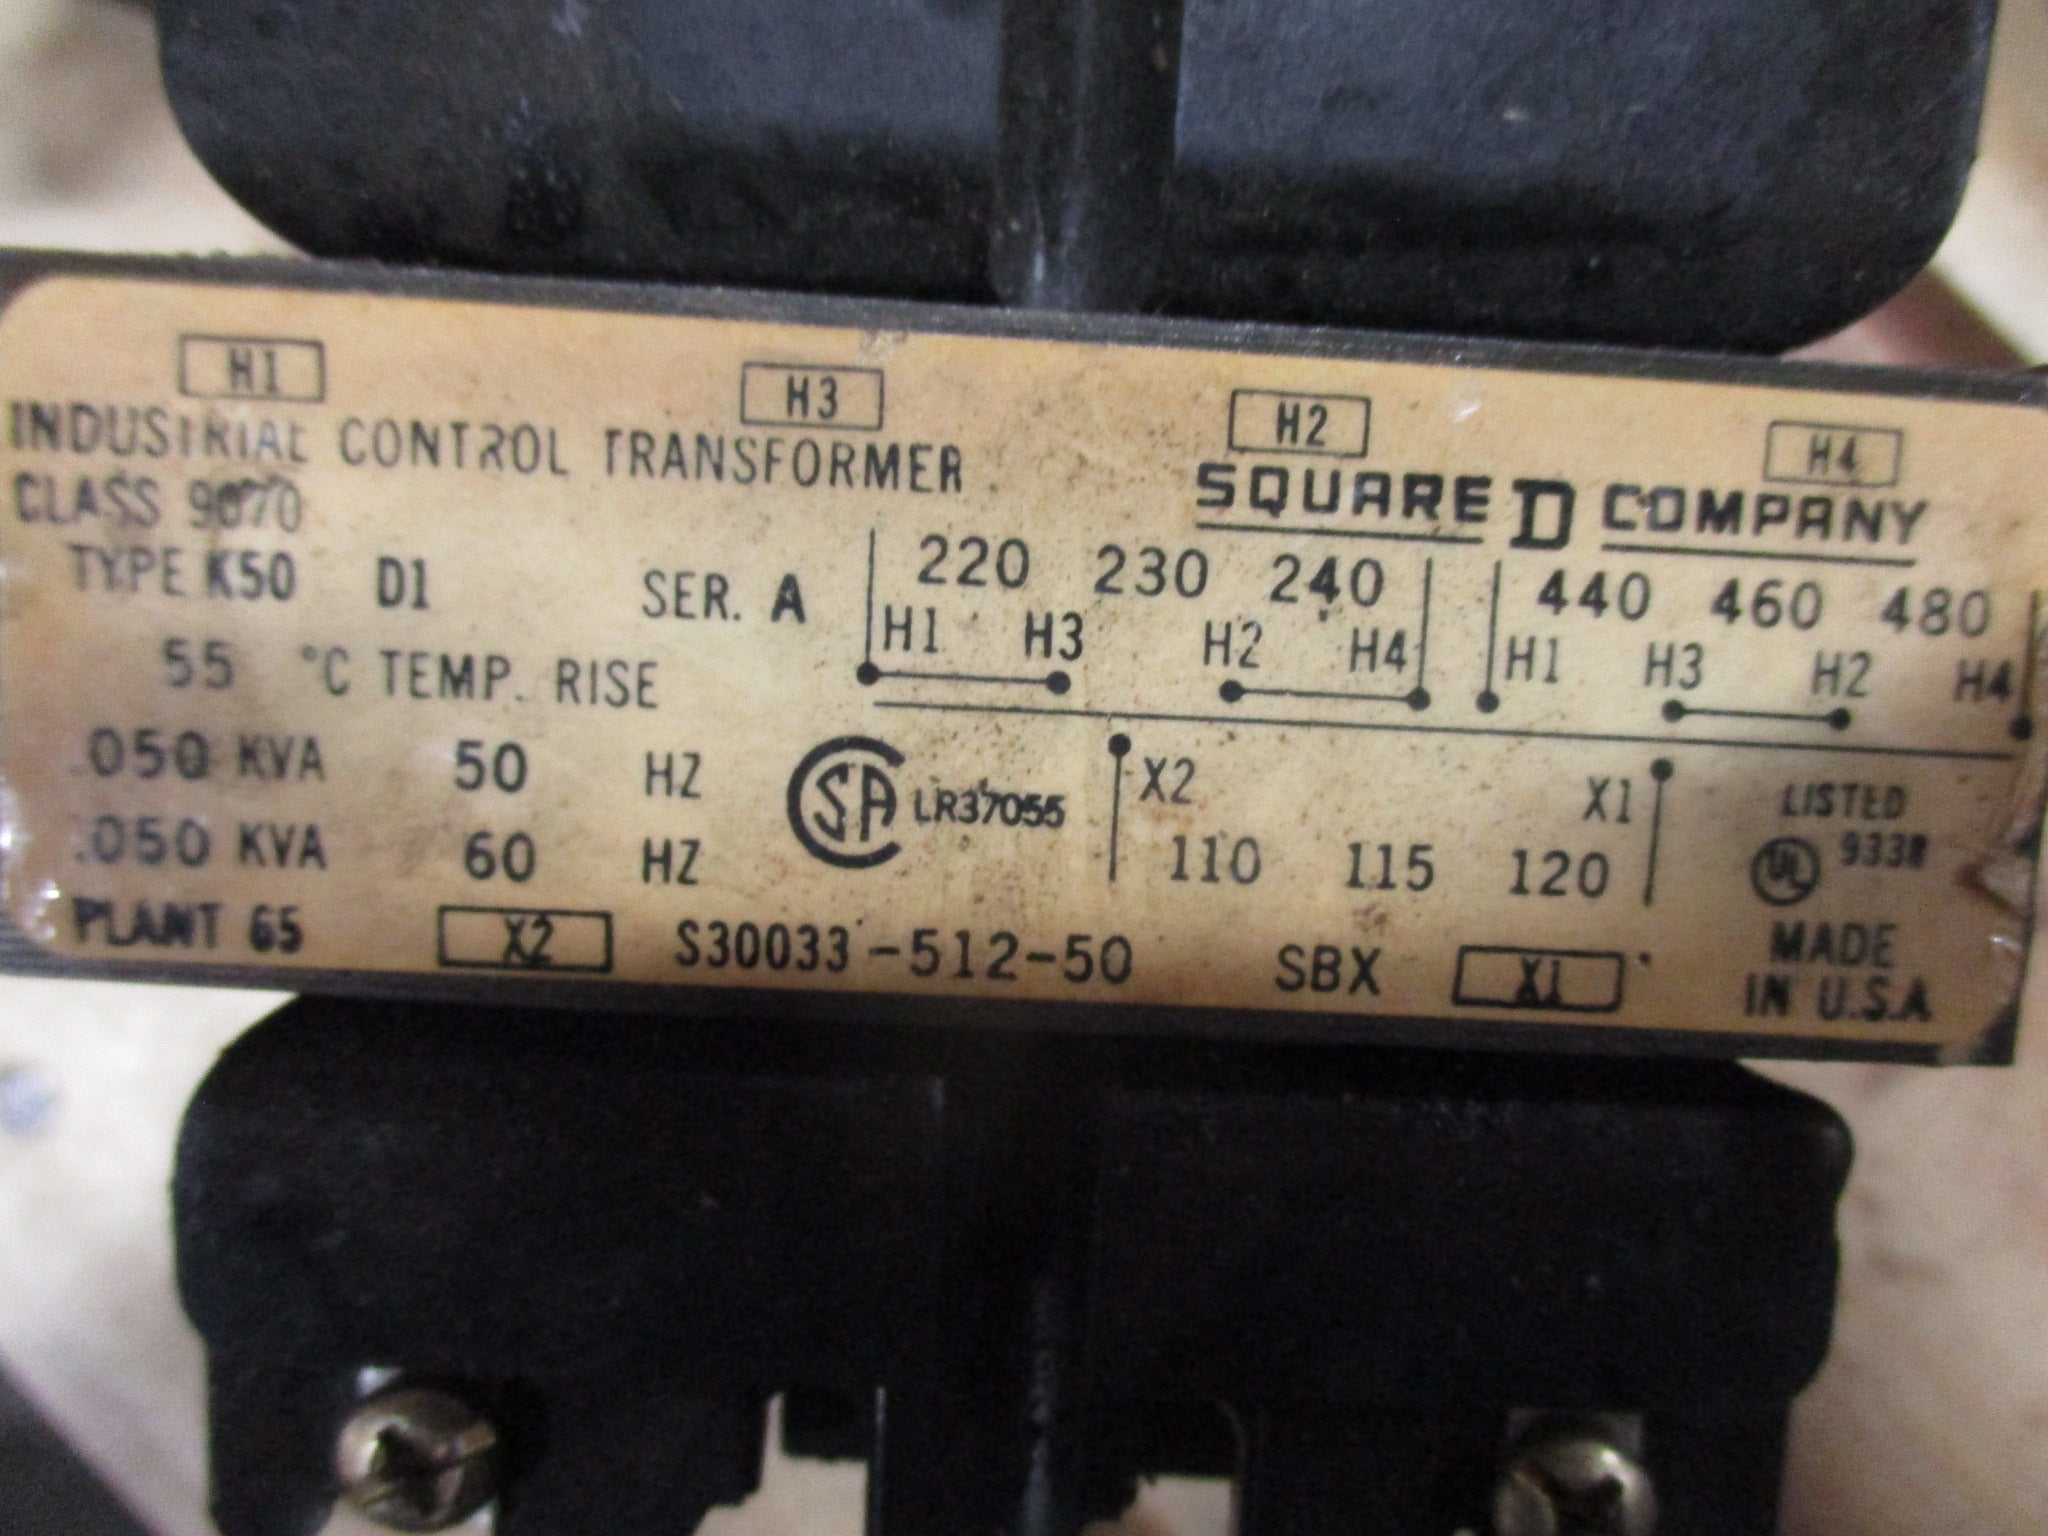 H1 H3 H2 H4
INDUSTRIAL CONTROL TRANSFORMER
SQUARE D COMPANY
CLASS 9070
TYPE K50 D1 SER. A
220 230 240 440 460 480
H1 H3 H2 H4 H1 H3 H2 H4
55 °C TEMP. RISE
.050 KVA 50 HZ
SA LR37055
X2 X1
LISTED
.050 KVA 60 HZ
110 115 120
UL
PLANT 65 X2 S30033-512-50 SBX X1
MADE
IN U.S.A